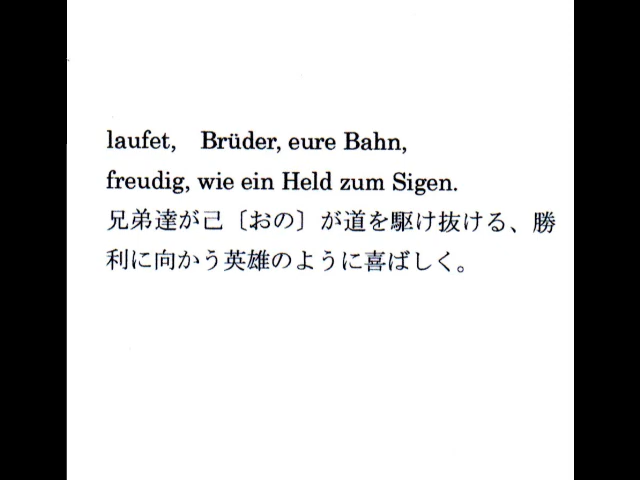 laufet, Brüder, eure Bahn,
freudig, wie ein Held zum Sigen.
兄弟達が己〔おの〕が道を駆け抜ける、勝
利に向かう英雄のように喜ばしく。